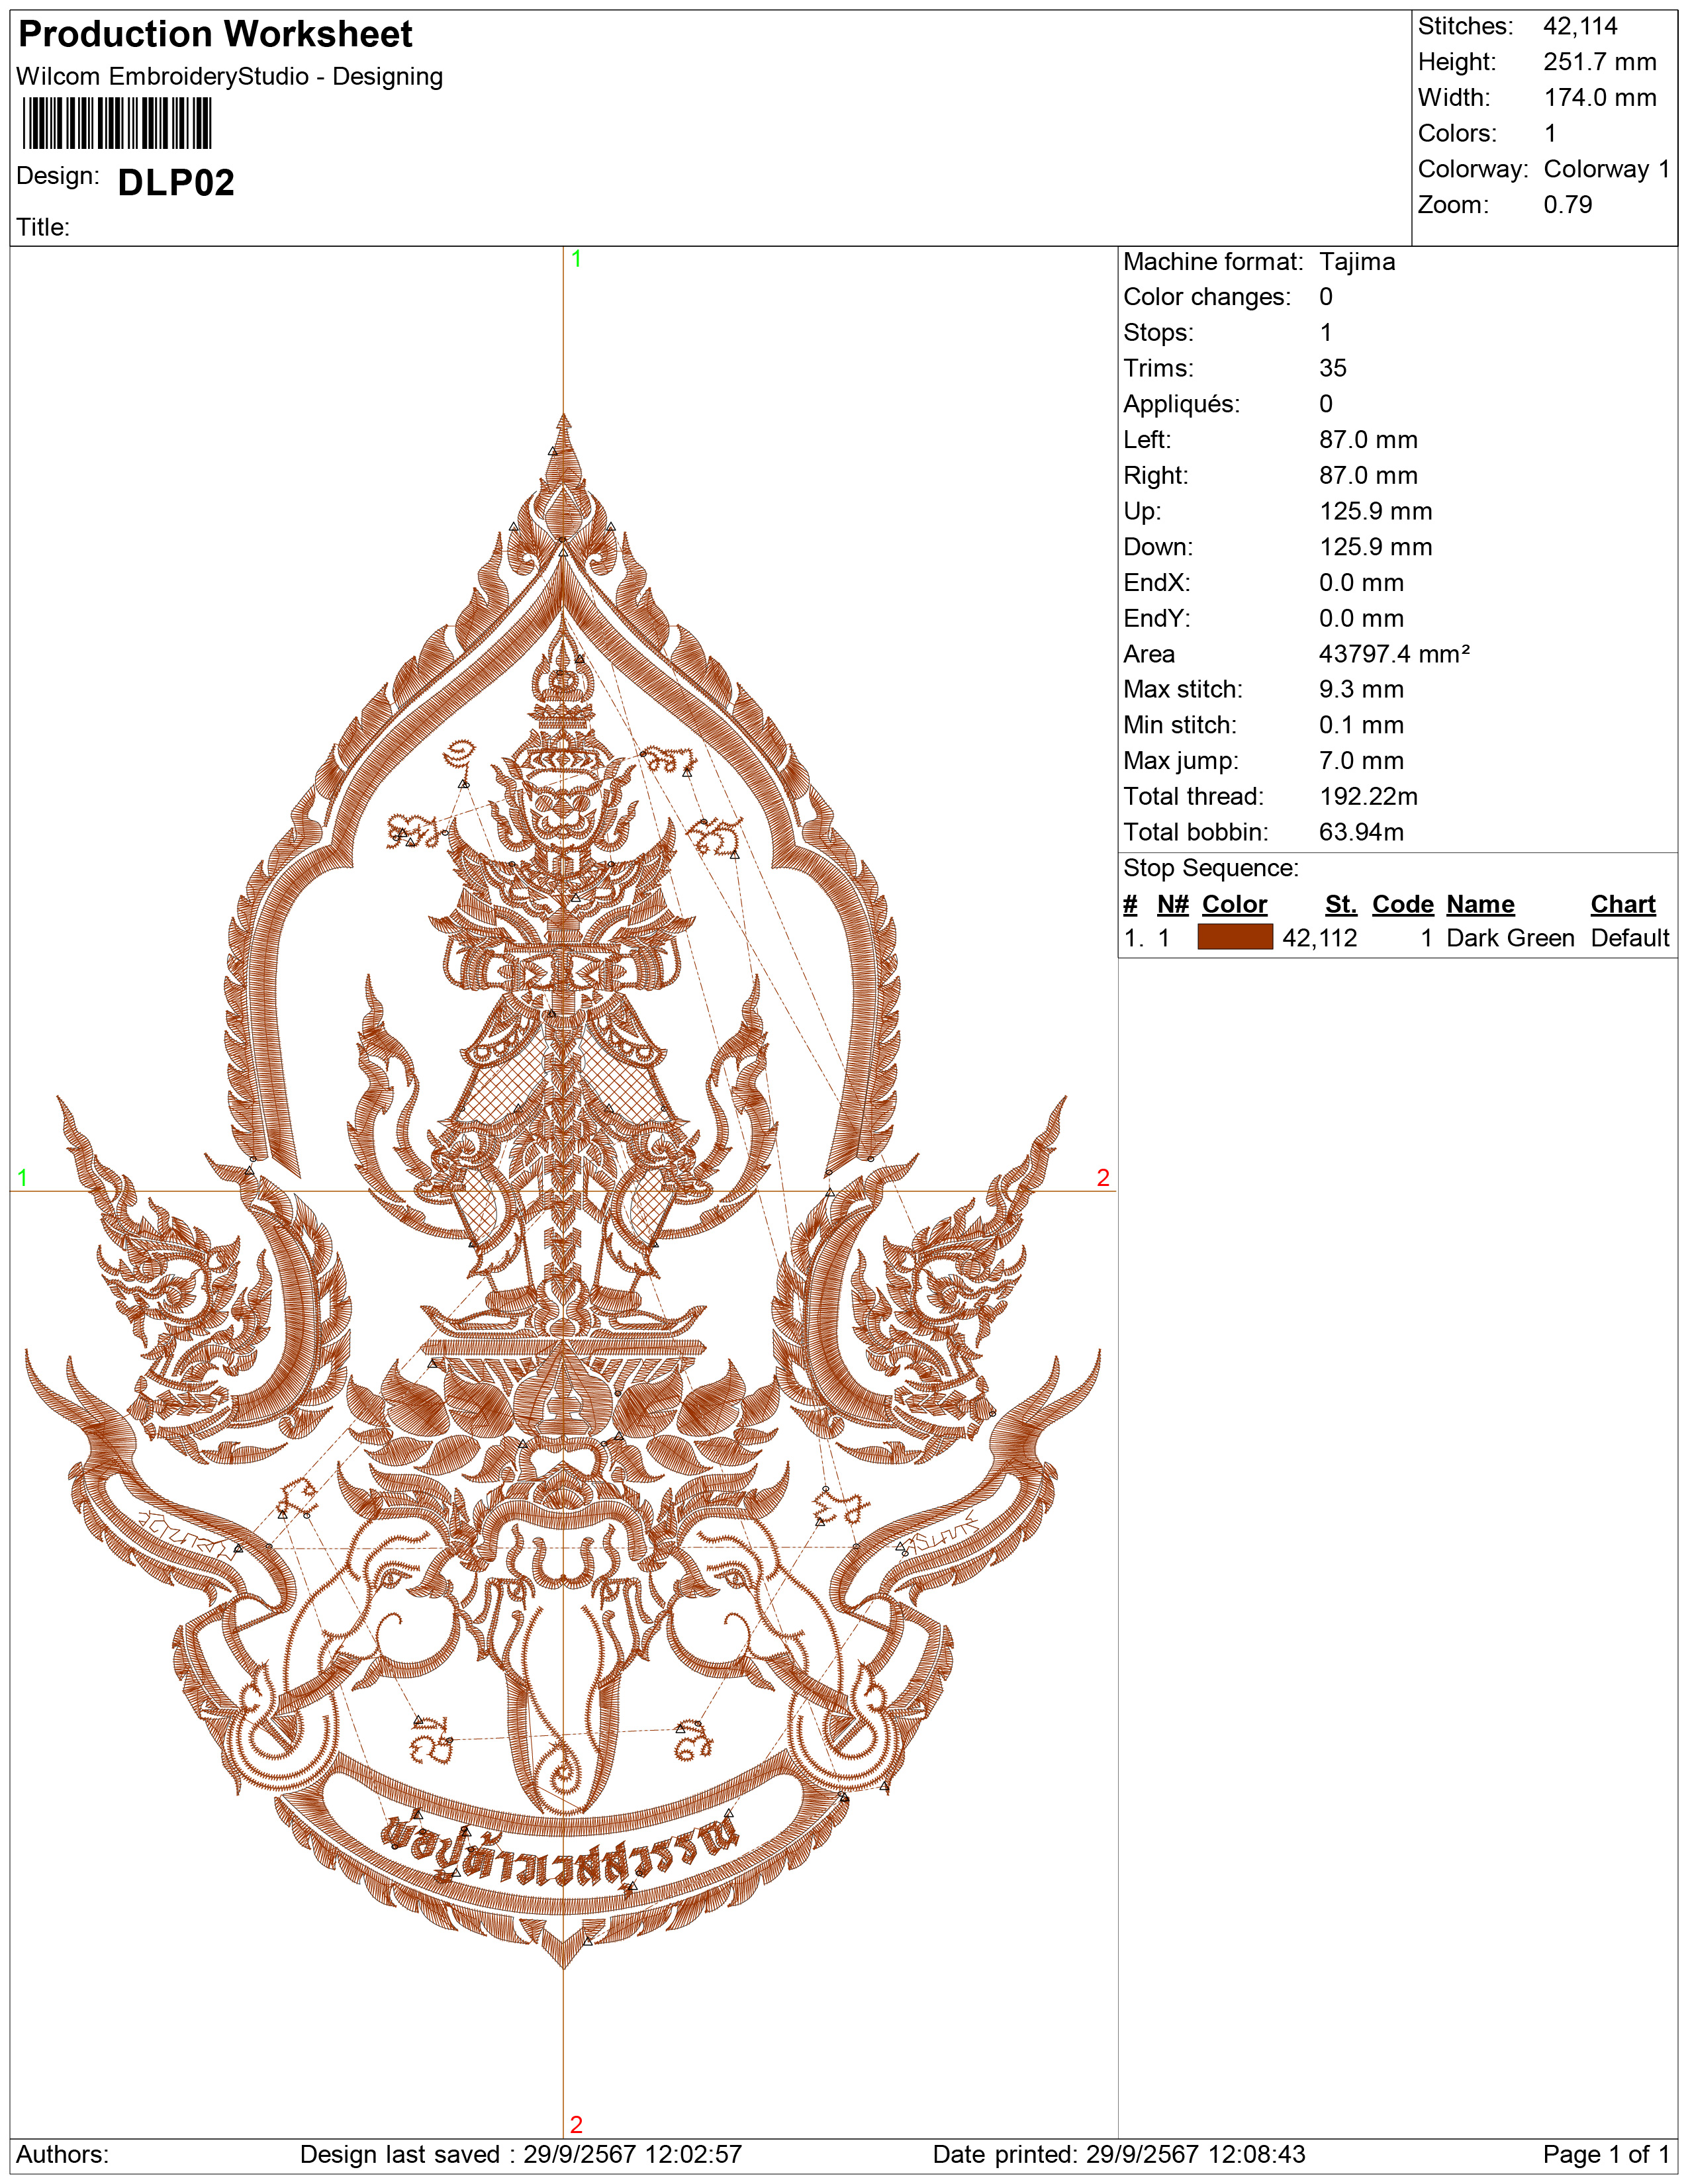 Production Worksheet
Wilcom EmbroideryStudio - Designing
Design: DLP02
Title:
Stitches: 42,114
Height: 251.7 mm
Width: 174.0 mm
Colors: 1
Colorway: Colorway 1
Zoom: 0.79
1
Machine format: Tajima
Color changes: 0
Stops: 1
Trims: 35
Appliqués: 0
Left: 87.0 mm
Right: 87.0 mm
Up: 125.9 mm
Down: 125.9 mm
EndX: 0.0 mm
EndY: 0.0 mm
Area 43797.4 mm²
Max stitch: 9.3 mm
Min stitch: 0.1 mm
Max jump: 7.0 mm
Total thread: 192.22m
Total bobbin: 63.94m
Stop Sequence:
# N# Color St. Code Name Chart
1. 1 42,112 1 Dark Green Default
1 2
พ่อปู่ท้าวเวสสุวรรณ
2
Authors: Design last saved : 29/9/2567 12:02:57 Date printed: 29/9/2567 12:08:43 Page 1 of 1